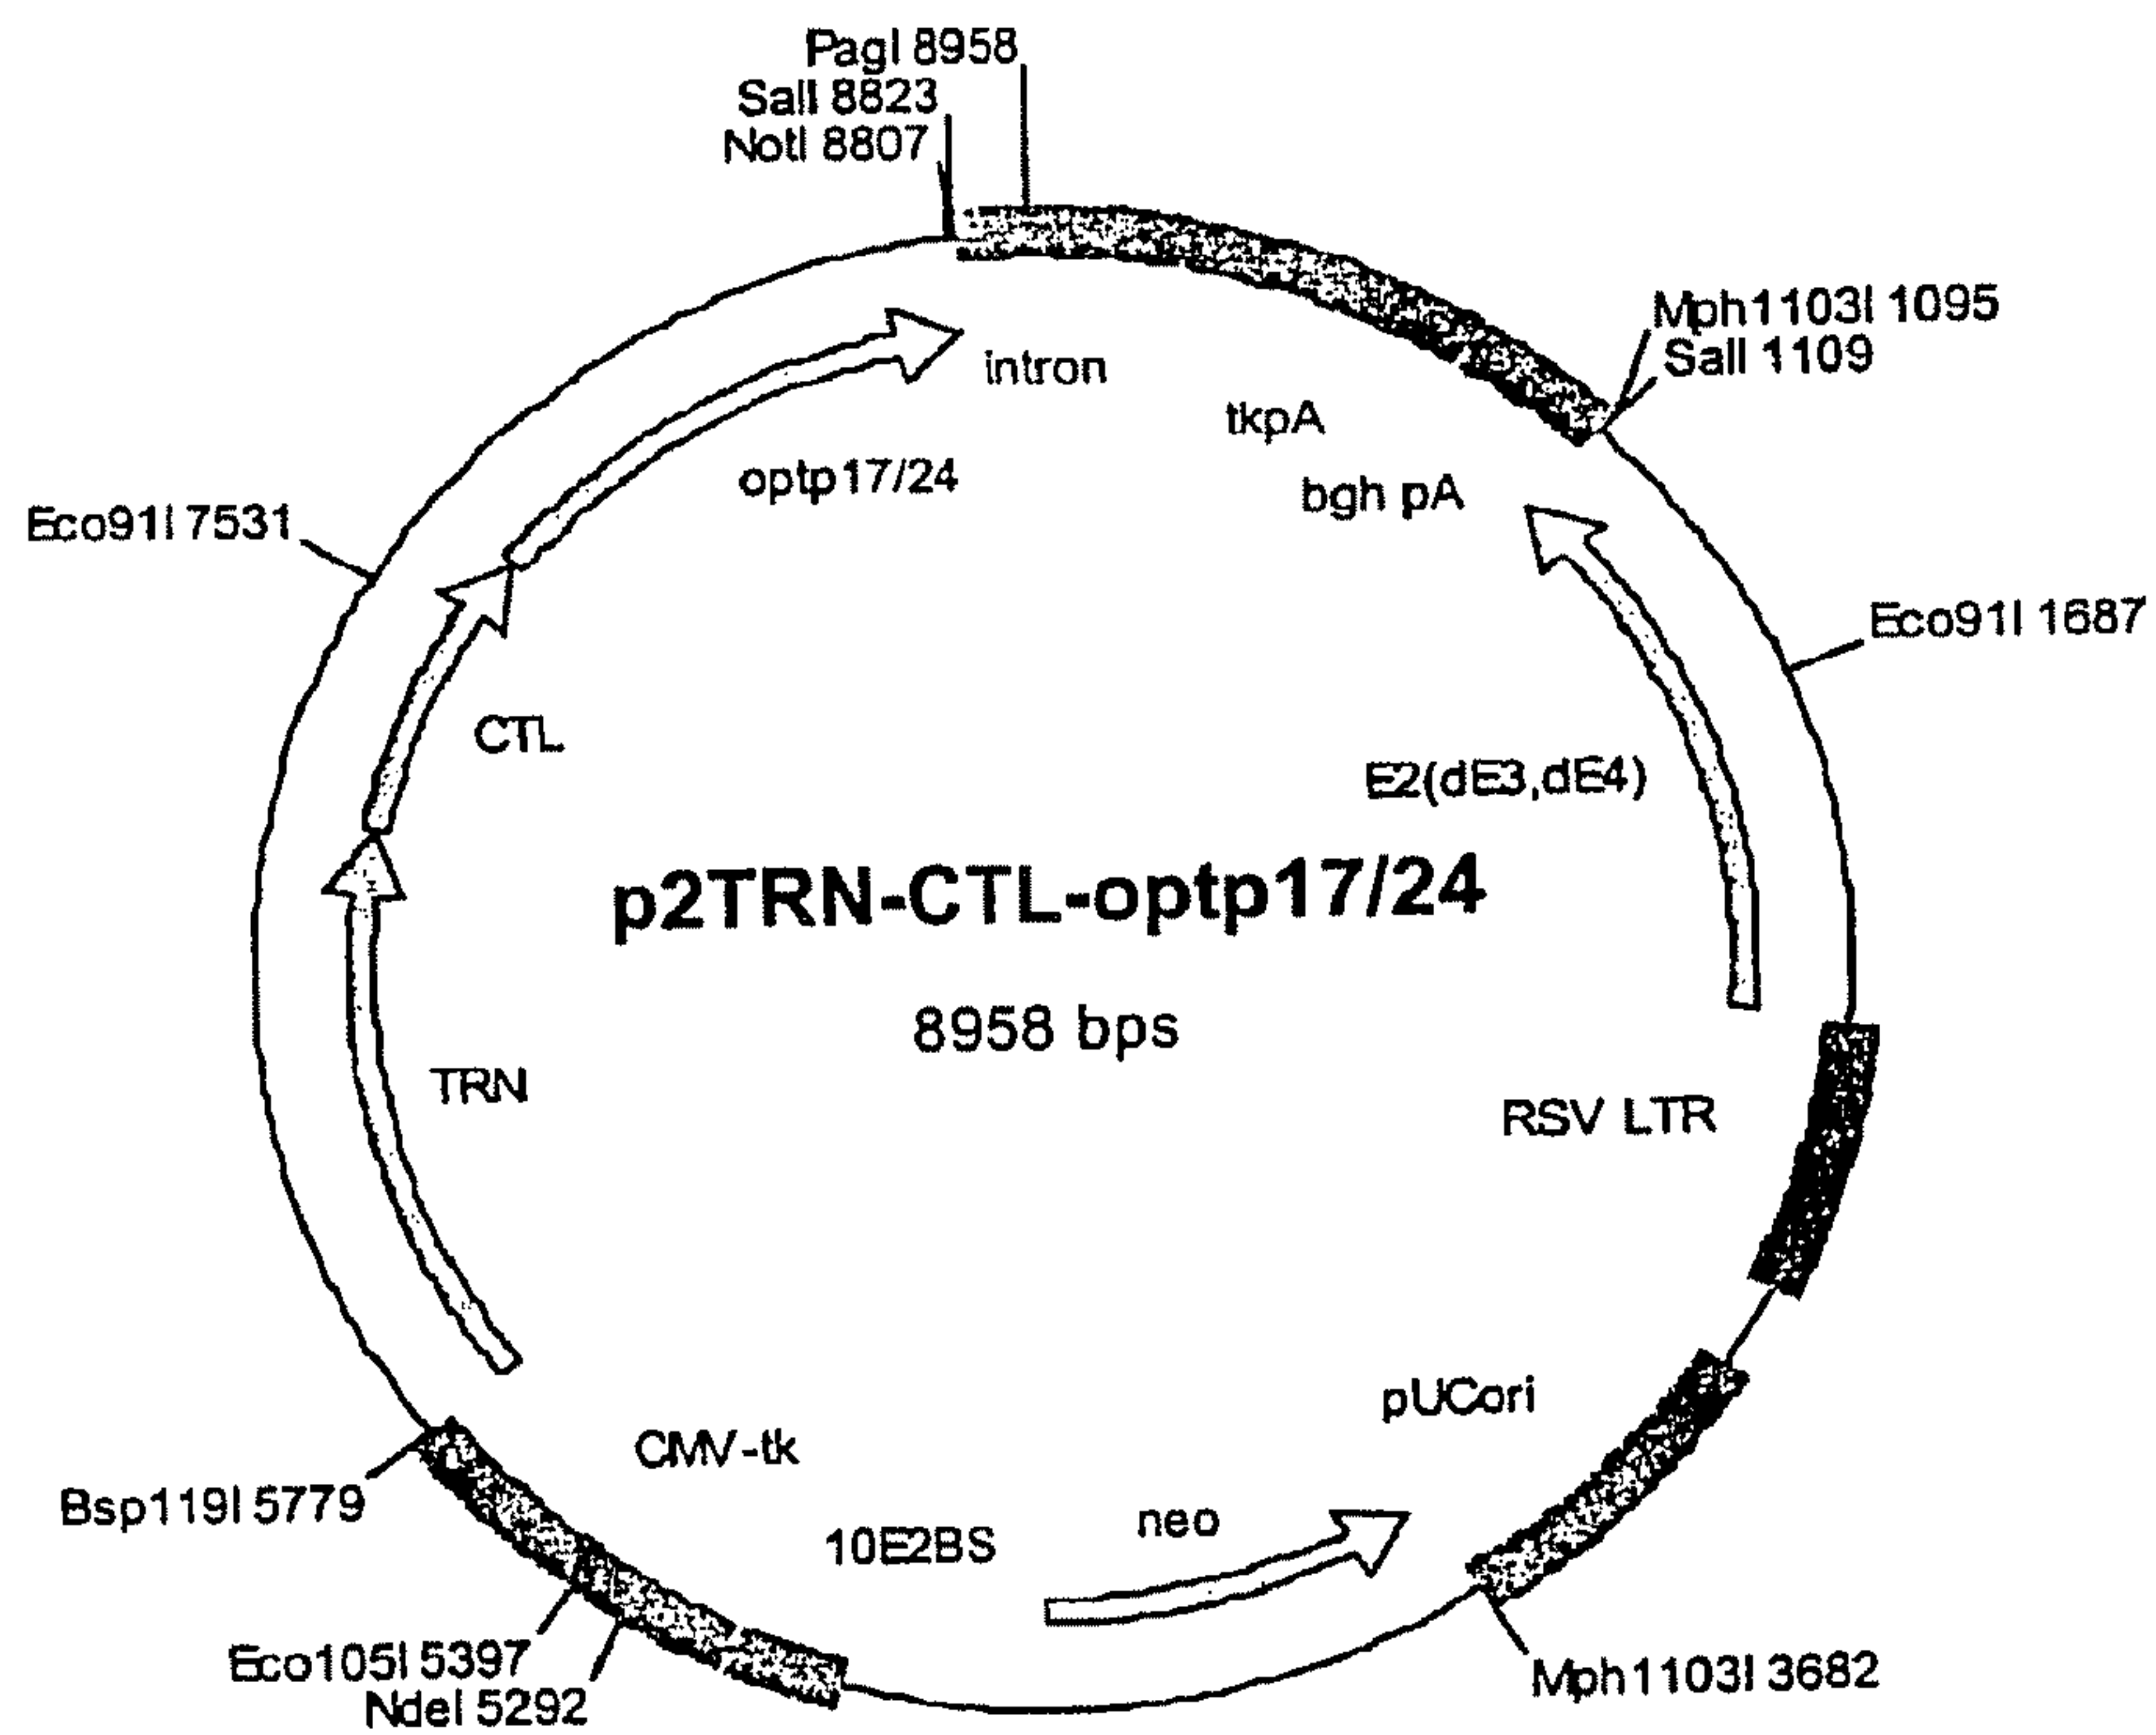 PagI 8958
SalI 8823
NotI 8807
Mph1103I 1095
SalI 1109
intron
tkpA
optp17/24
bgh pA
Eco91I 7531
Eco91I 1687
CTL
E2(dE3,dE4)
p2TRN-CTL-optp17/24
8958 bps
TRN
RSV LTR
pUCori
CMV-tk
Bsp119I 5779
neo
10E2BS
Eco105I 5397
NdeI 5292
Mph1103I 3682